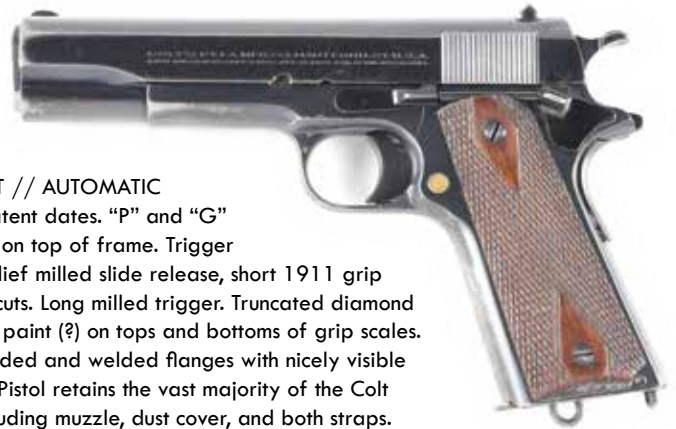 T // AUTOMATIC
tent dates. “P” and “G”
on top of frame. Trigger
lief milled slide release, short 1911 grip
cuts. Long milled trigger. Truncated diamond
paint (?) on tops and bottoms of grip scales.
ded and welded flanges with nicely visible
Pistol retains the vast majority of the Colt
uding muzzle, dust cover, and both straps.